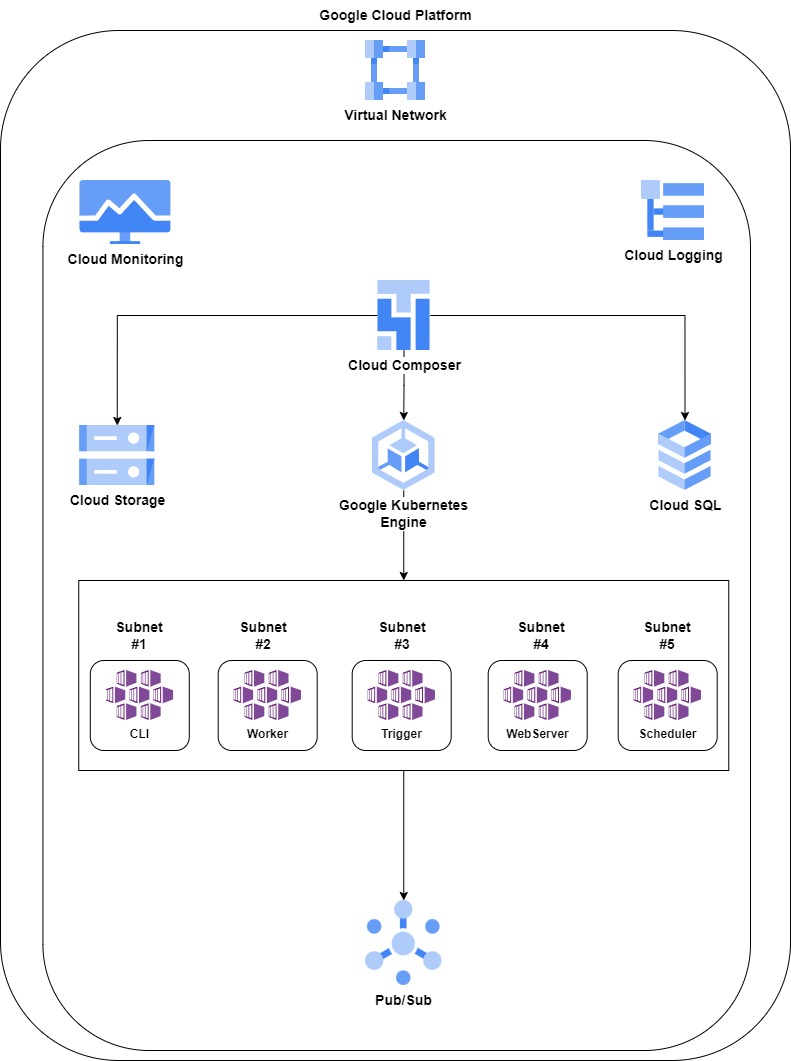 Google Cloud Platform
Virtual Network
Cloud Monitoring
Cloud Logging
Cloud Composer
Cloud Storage
Google Kubernetes
Engine
Cloud SQL
Subnet
#1
Subnet
#2
Subnet
#3
Subnet
#4
Subnet
#5
CLI
Worker
Trigger
WebServer
Scheduler
Pub/Sub